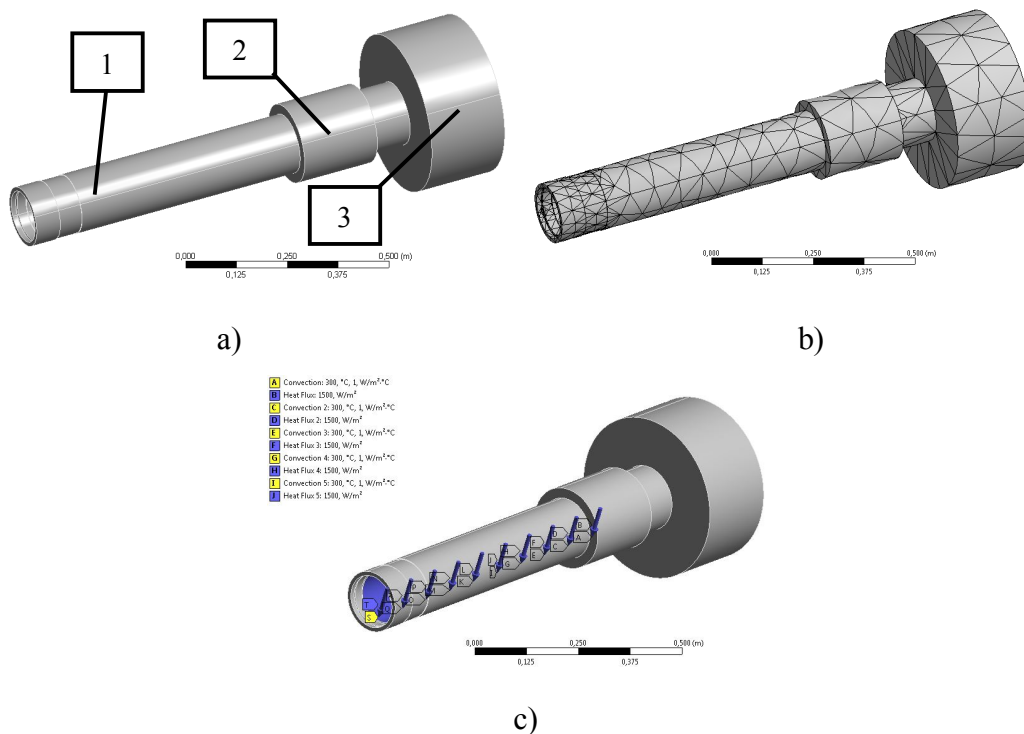 1
2
3
0,000 0,250 0,500 (m)
0,125 0,375
a)
0,000 0,250 0,500 (m)
0,125 0,375
b)
A Convection: 300, °C, 1, W/m²·°C
B Heat Flux: 1500, W/m²
C Convection 2: 300, °C, 1, W/m²·°C
D Heat Flux 2: 1500, W/m²
E Convection 3: 300, °C, 1, W/m²·°C
F Heat Flux 3: 1500, W/m²
G Convection 4: 300, °C, 1, W/m²·°C
H Heat Flux 4: 1500, W/m²
I Convection 5: 300, °C, 1, W/m²·°C
J Heat Flux 5: 1500, W/m²
B
D A
F C
H E
J G
L I
N K
P M
O
T
S
0,000 0,250 0,500 (m)
0,125 0,375
c)